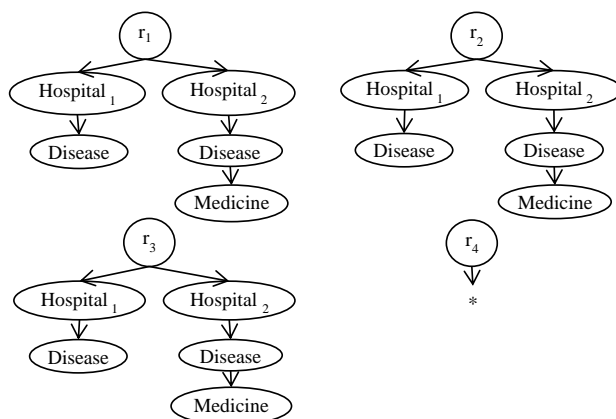 r1 r2
Hospital 1 Hospital 2 Hospital 1 Hospital 2
Disease Disease Disease Disease
Medicine Medicine
r3 r4
Hospital 1 Hospital 2 *
Disease Disease
Medicine